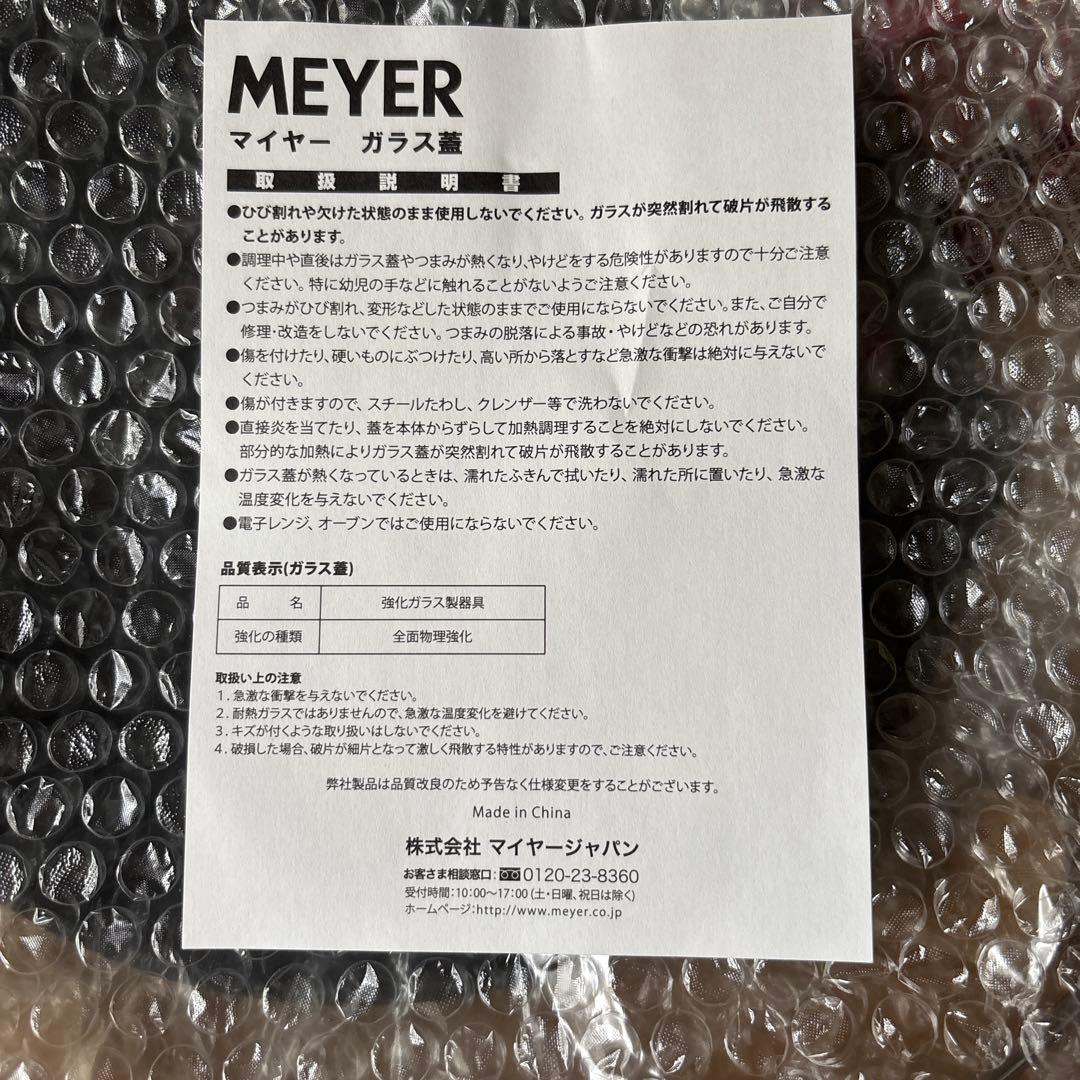 MEYER
マイヤー　ガラス蓋
取扱説明書
●ひび割れや欠けた状態のまま使用しないでください。ガラスが突然割れて破片が飛散する
ことがあります。
●調理中や直後はガラス蓋やつまみが熱くなり、やけどをする危険性がありますので十分ご注意
ください。特に幼児の手などに触れることがないようご注意ください。
●つまみがひび割れ、変形などした状態のままでご使用にならないでください。また、ご自分で
修理・改造をしないでください。つまみの脱落による事故・やけどなどの恐れがあります。
●傷を付けたり、硬いものにぶつけたり、高い所から落とすなど急激な衝撃は絶対に与えないで
ください。
●傷が付きますので、スチールたわし、クレンザー等で洗わないでください。
●直接炎を当てたり、蓋を本体からずらして加熱調理することを絶対にしないでください。
部分的な加熱によりガラス蓋が突然割れて破片が飛散することがあります。
●ガラス蓋が熱くなっているときは、濡れたふきんで拭いたり、濡れた所に置いたり、急激な
温度変化を与えないでください。
●電子レンジ、オーブンではご使用にならないでください。
品質表示(ガラス蓋)
品　名　強化ガラス製器具
強化の種類　全面物理強化
取扱い上の注意
1. 急激な衝撃を与えないでください。
2. 耐熱ガラスではありませんので、急激な温度変化を避けてください。
3. キズが付くような取り扱いはしないでください。
4. 破損した場合、破片が細片となって激しく飛散する特性がありますので、ご注意ください。
弊社製品は品質改良のため予告なく仕様変更をすることがございます。
Made in China
株式会社 マイヤージャパン
お客さま相談窓口: 0120-23-8360
受付時間:10:00〜17:00 (土・日曜、祝日は除く)
ホームページ:http://www.meyer.co.jp